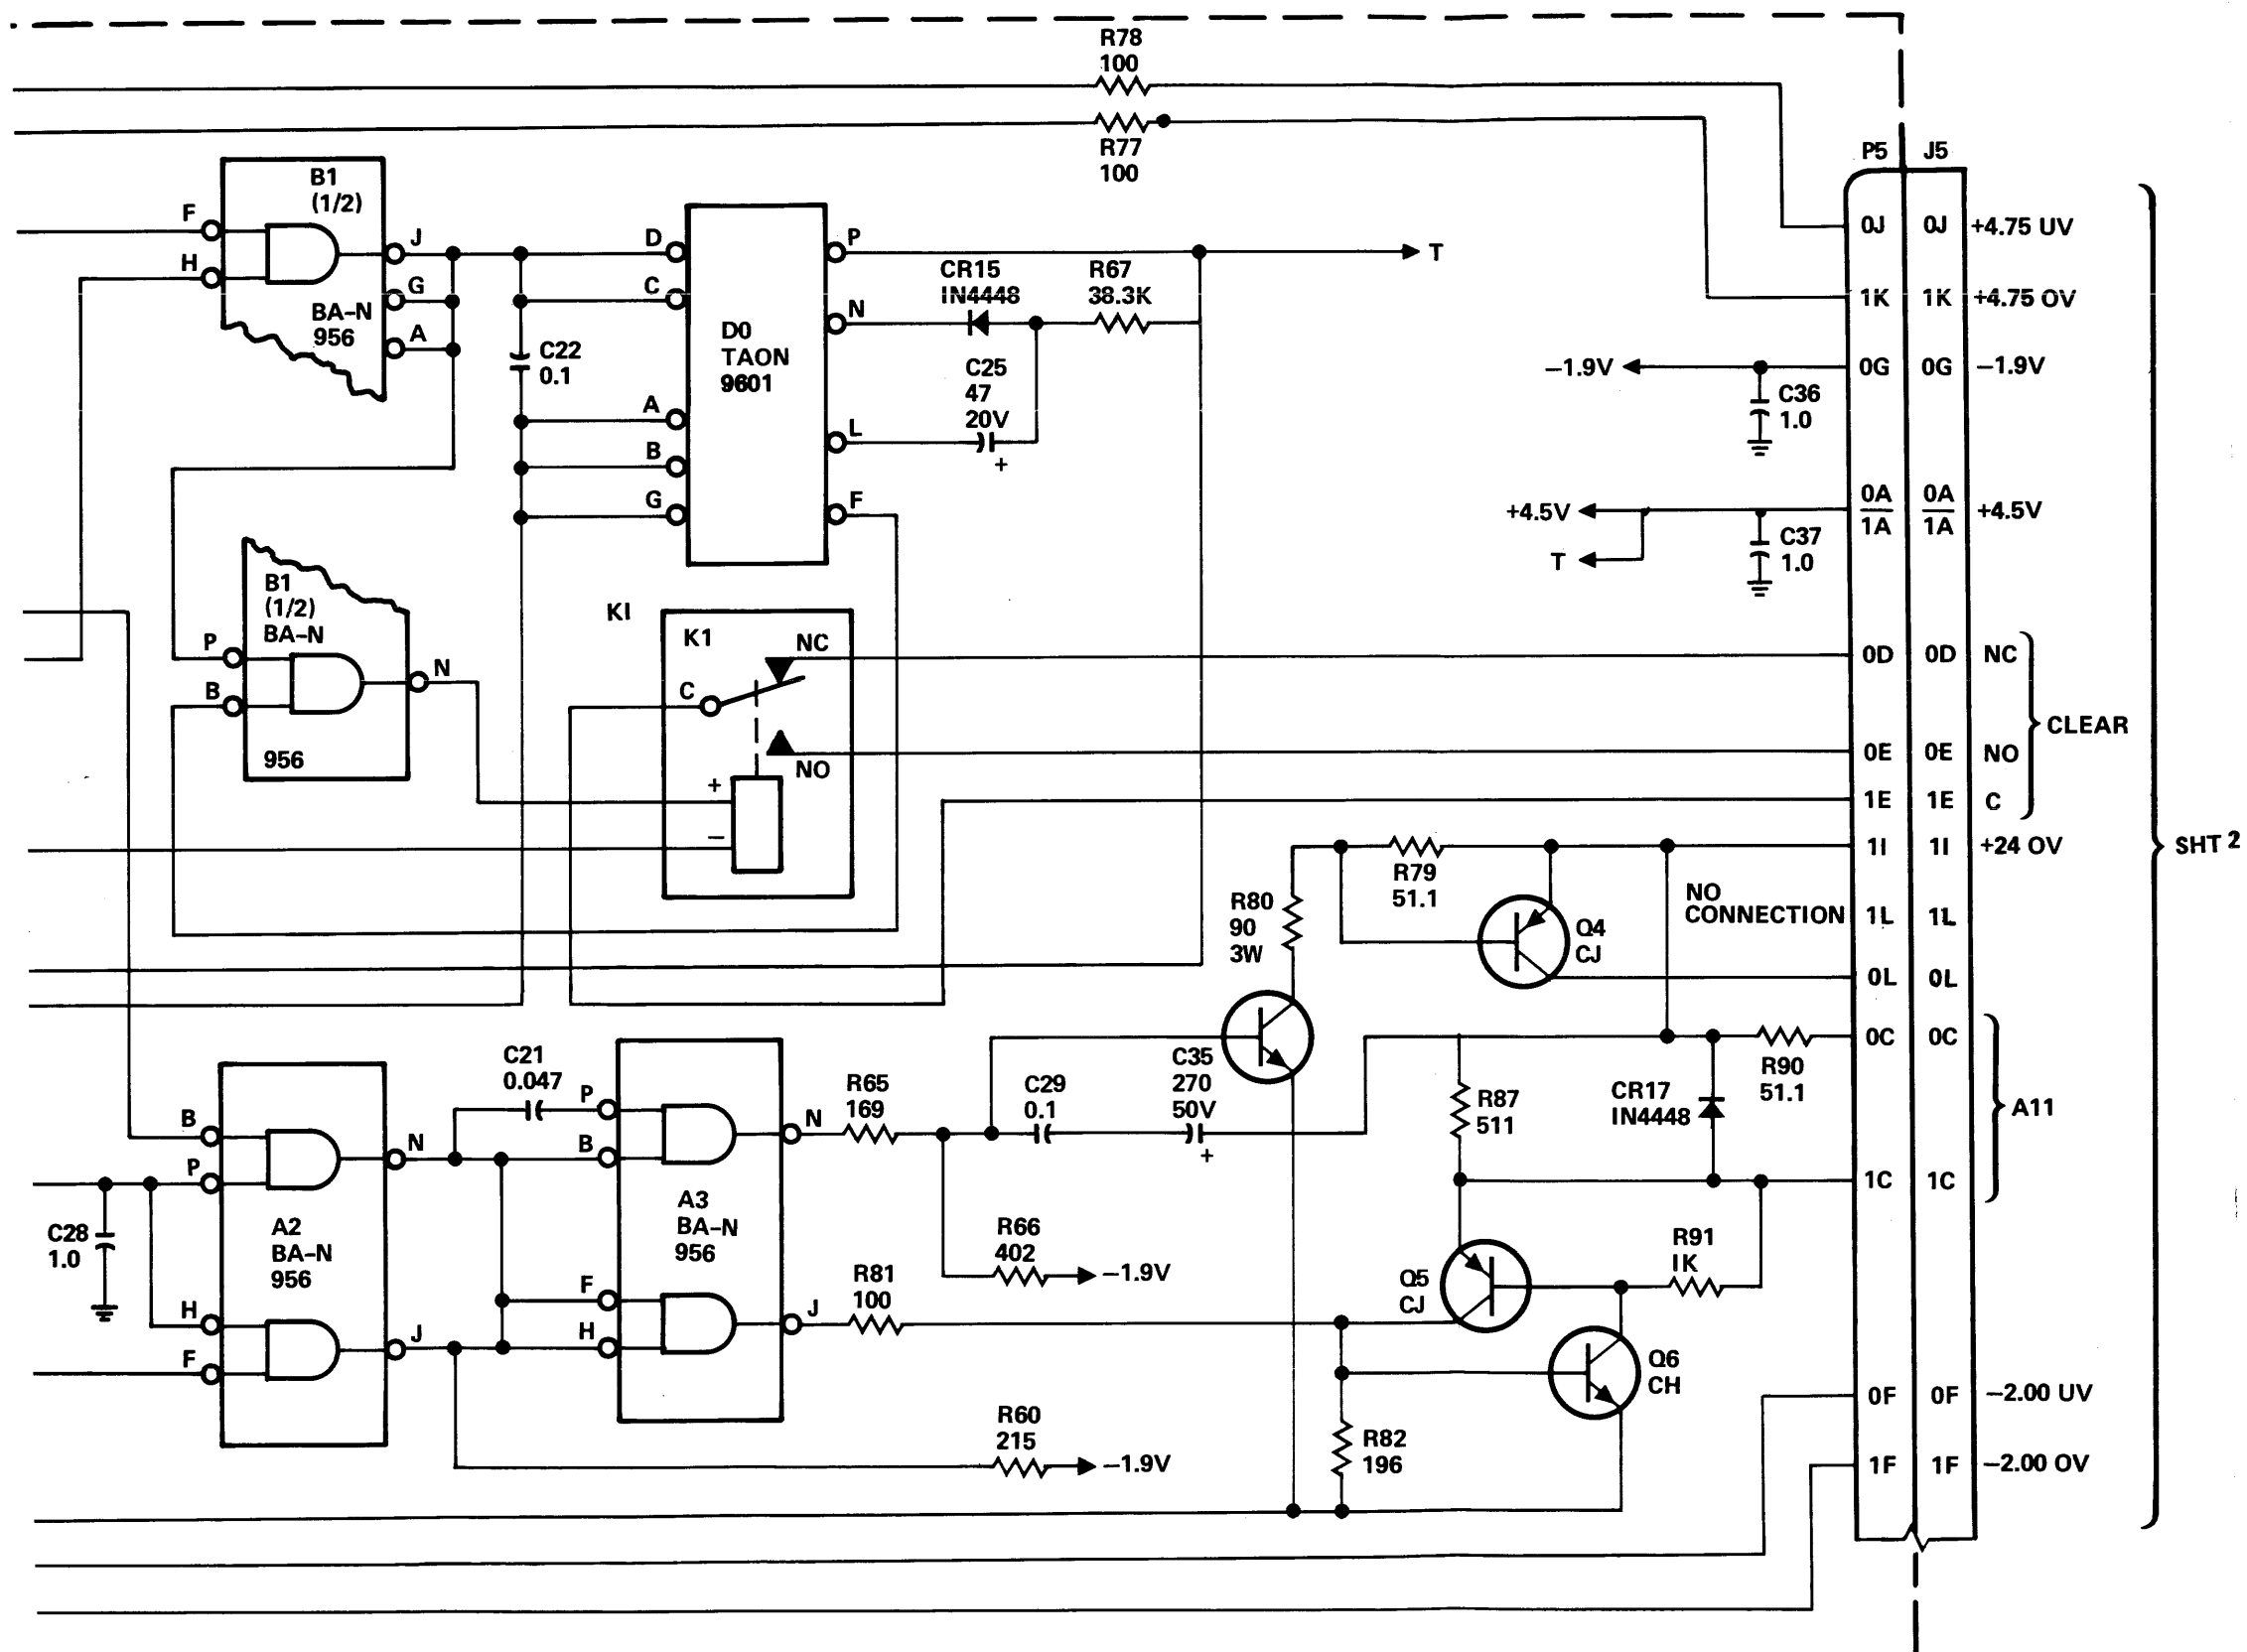 R78
100
R77
100
P5
J5
B1
(1/2)
F
H
J
G
A
BA-N
956
D
C
A
B
G
D0
TAON
9601
P
N
L
F
C22
0.1
CR15
IN4448
R67
38.3K
C25
47
20V
+
T
0J
0J
+4.75 UV
1K
1K
+4.75 OV
-1.9V
0G
0G
-1.9V
C36
1.0
+4.5V
T
0A
1A
0A
1A
+4.5V
C37
1.0
B1
(1/2)
BA-N
P
B
N
956
KI
K1
NC
C
NO
+
-
0D
0D
NC
0E
0E
NO
1E
1E
C
CLEAR
1I
1I
+24 OV
SHT 2
R79
51.1
R80
90
3W
Q4
CJ
NO
CONNECTION
1L
1L
0L
0L
0C
0C
R90
51.1
CR17
IN4448
R87
511
A11
1C
1C
C21
0.047
P
B
N
A3
BA-N
956
F
H
J
R65
169
C29
0.1
C35
270
50V
+
B
P
N
A2
BA-N
956
C28
1.0
H
F
J
R66
402
-1.9V
R81
100
R91
IK
Q5
CJ
Q6
CH
R82
196
R60
215
-1.9V
0F
0F
-2.00 UV
1F
1F
-2.00 OV